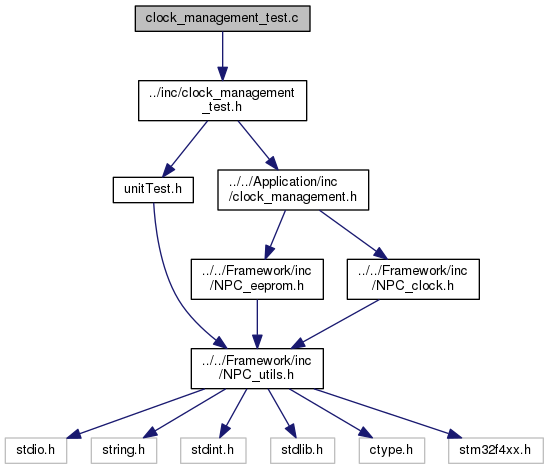 clock_management_test.c
../inc/clock_management
_test.h
unitTest.h
../../Application/inc
/clock_management.h
../../Framework/inc
/NPC_eeprom.h
../../Framework/inc
/NPC_clock.h
../../Framework/inc
/NPC_utils.h
stdio.h
string.h
stdint.h
stdlib.h
ctype.h
stm32f4xx.h